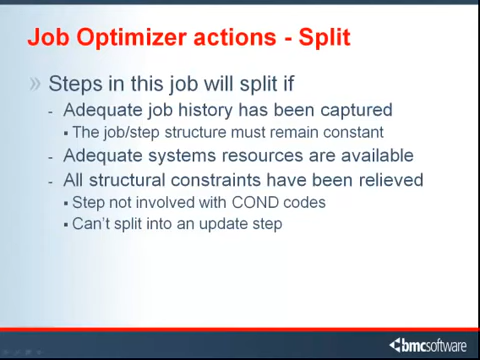 Job Optimizer actions - Split
» Steps in this job will split if
- Adequate job history has been captured
▪ The job/step structure must remain constant
- Adequate systems resources are available
- All structural constraints have been relieved
▪ Step not involved with COND codes
▪ Can't split into an update step
bmcsoftware